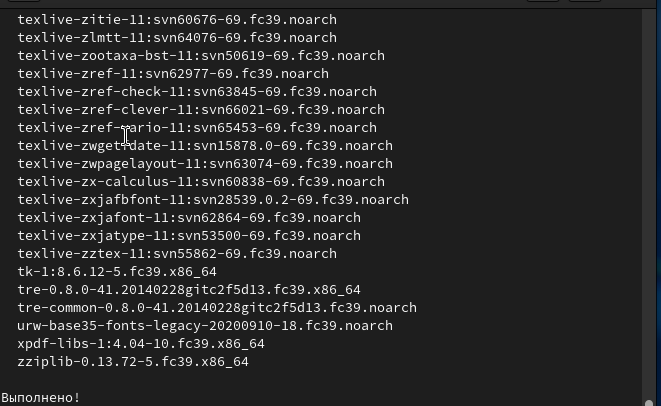 texlive-zitie-11:svn60676-69.fc39.noarch
texlive-zlmtt-11:svn64076-69.fc39.noarch
texlive-zootaxa-bst-11:svn50619-69.fc39.noarch
texlive-zref-11:svn62977-69.fc39.noarch
texlive-zref-check-11:svn63845-69.fc39.noarch
texlive-zref-clever-11:svn66021-69.fc39.noarch
texlive-zref-vario-11:svn65453-69.fc39.noarch
texlive-zwgetfdate-11:svn15878.0-69.fc39.noarch
texlive-zwpagelayout-11:svn63074-69.fc39.noarch
texlive-zx-calculus-11:svn60838-69.fc39.noarch
texlive-zxjafbfont-11:svn28539.0.2-69.fc39.noarch
texlive-zxjafont-11:svn62864-69.fc39.noarch
texlive-zxjatype-11:svn53500-69.fc39.noarch
texlive-zztex-11:svn55862-69.fc39.noarch
tk-1:8.6.12-5.fc39.x86_64
tre-0.8.0-41.20140228gitc2f5d13.fc39.x86_64
tre-common-0.8.0-41.20140228gitc2f5d13.fc39.noarch
urw-base35-fonts-legacy-20200910-18.fc39.noarch
xpdf-libs-1:4.04-10.fc39.x86_64
zziplib-0.13.72-5.fc39.x86_64
Выполнено!